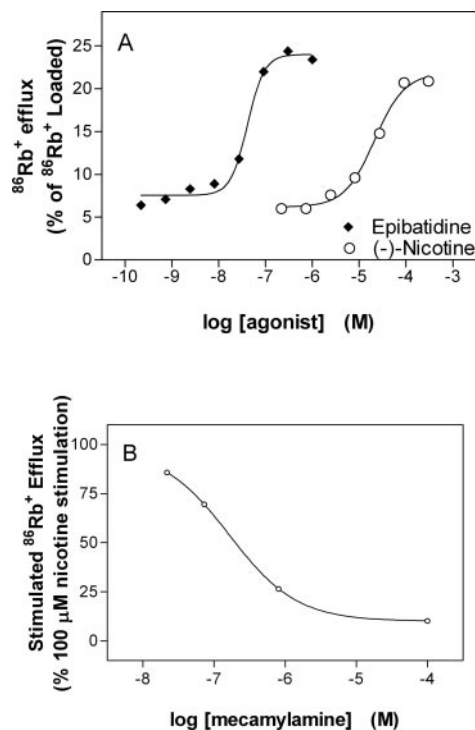 A
⁸⁶Rb⁺ efflux
(% of ⁸⁶Rb⁺ Loaded)
25
20
15
10
5
0
Epibatidine
(-)-Nicotine
-10 -9 -8 -7 -6 -5 -4 -3
log [agonist] (M)
B
Stimulated ⁸⁶Rb⁺ Efflux
(% 100 μM nicotine stimulation)
100
75
50
25
0
-8 -7 -6 -5 -4
log [mecamylamine] (M)